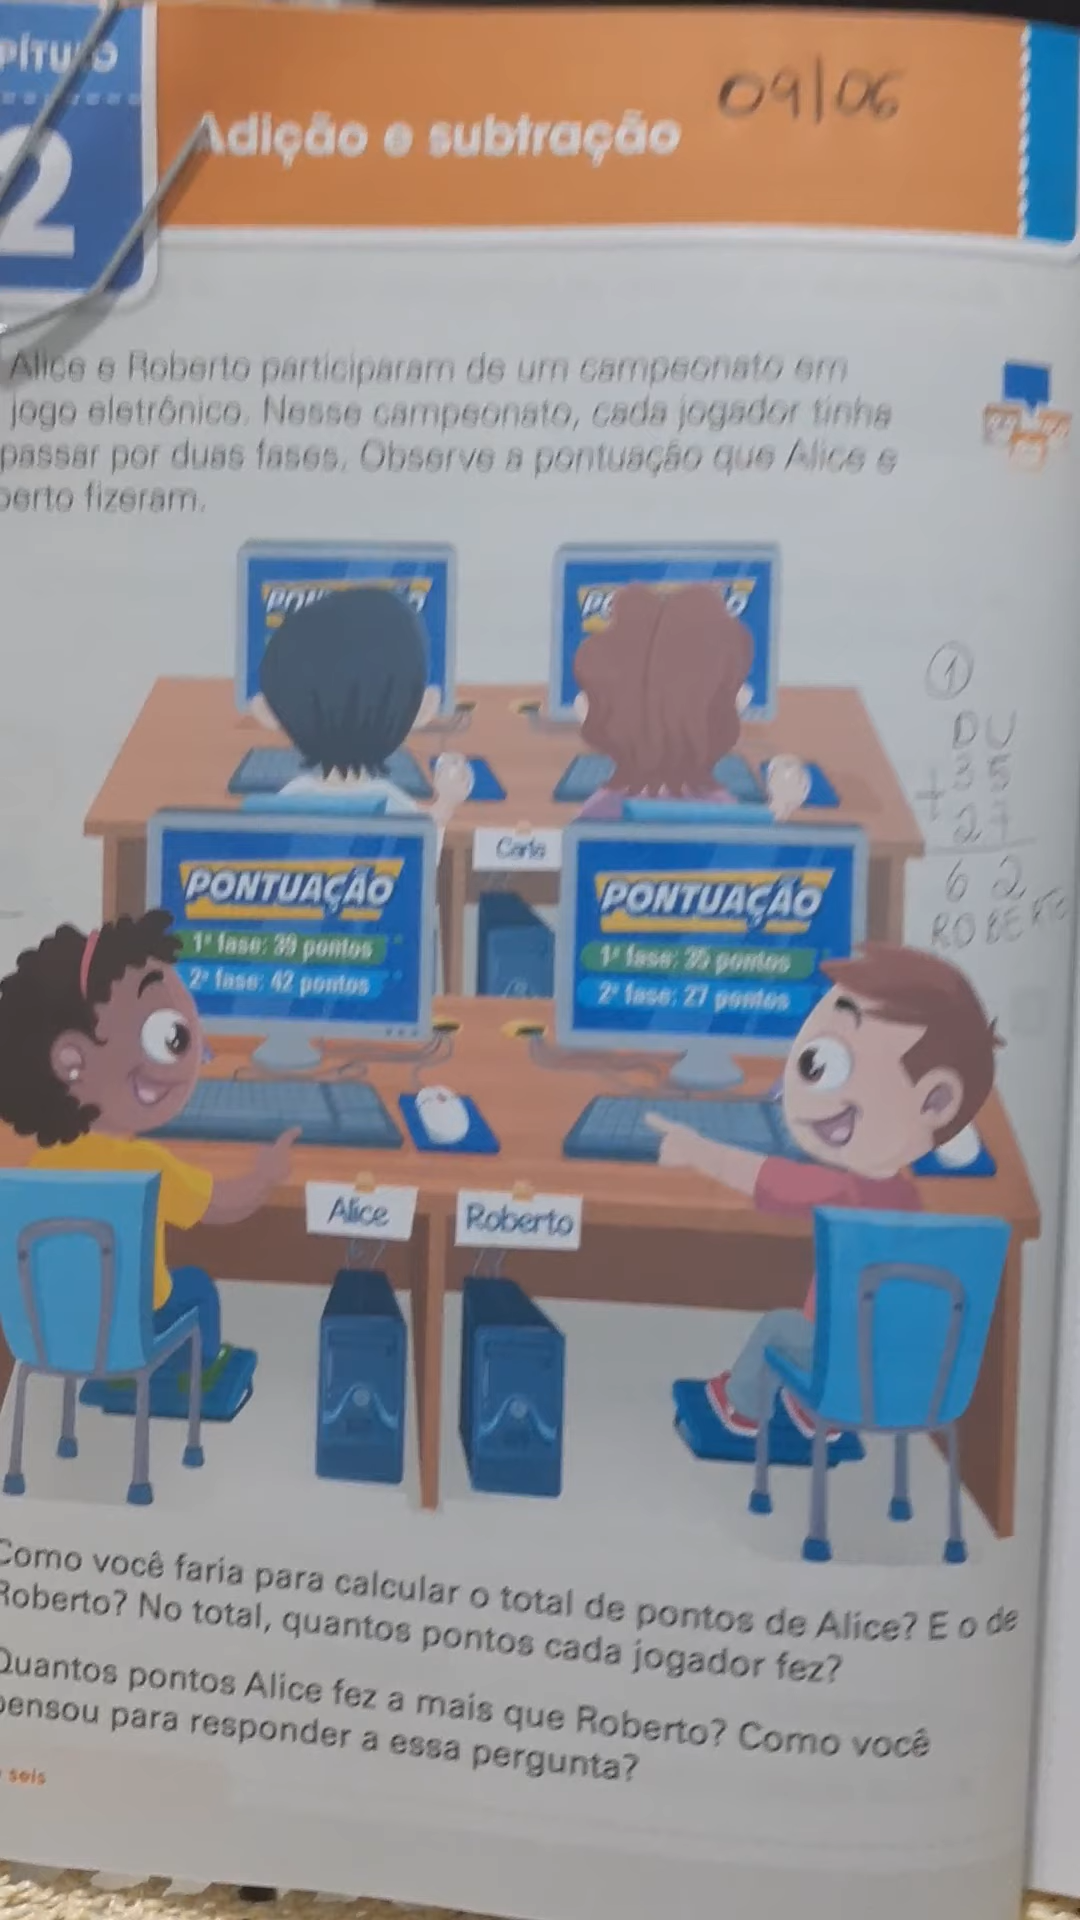 PÍTULO
2
Adição e subtração
09/06
Alice e Roberto participaram de um campeonato em
jogo eletrônico. Nesse campeonato, cada jogador tinha
passar por duas fases. Observe a pontuação que Alice e
berto fizeram.
1
D U
3 5
+ 2 7
6 2
ROBERTO
Carla
PONTUAÇÃO
1ª fase: 39 pontos
2ª fase: 42 pontos
PONTUAÇÃO
1ª fase: 35 pontos
2ª fase: 27 pontos
Alice
Roberto
Como você faria para calcular o total de pontos de Alice? E o de
Roberto? No total, quantos pontos cada jogador fez?
Quantos pontos Alice fez a mais que Roberto? Como você
pensou para responder a essa pergunta?
seis